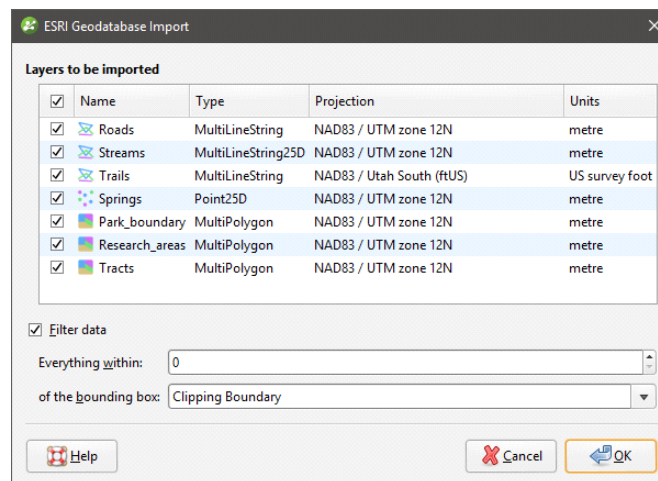 ESRI Geodatabase Import
Layers to be imported
Name Type Projection Units
Roads MultiLineString NAD83 / UTM zone 12N metre
Streams MultiLineString25D NAD83 / UTM zone 12N metre
Trails MultiLineString NAD83 / Utah South (ftUS) US survey foot
Springs Point25D NAD83 / UTM zone 12N metre
Park_boundary MultiPolygon NAD83 / UTM zone 12N metre
Research_areas MultiPolygon NAD83 / UTM zone 12N metre
Tracts MultiPolygon NAD83 / UTM zone 12N metre
Filter data
Everything within: 0
of the bounding box: Clipping Boundary
Help Cancel OK